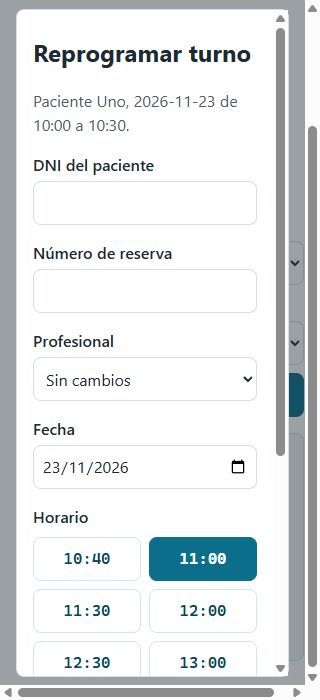 Reprogramar turno
Paciente Uno, 2026-11-23 de
10:00 a 10:30.
DNI del paciente
Número de reserva
Profesional
Sin cambios
Fecha
23/11/2026
Horario
10:40 11:00
11:30 12:00
12:30 13:00